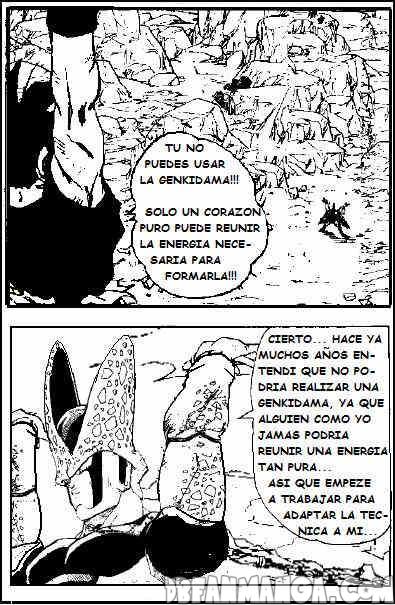 TU NO
PUEDES USAR
LA GENKIDAMA!!!
SOLO UN CORAZON
PURO PUEDE REUNIR
LA ENERGIA NECE-
SARIA PARA
FORMARLA!!!
CIERTO... HACE YA
MUCHOS AÑOS EN-
TENDI QUE NO PO-
DRIA REALIZAR UNA
GENKIDAMA, YA QUE
ALGUIEN COMO YO
JAMAS PODRIA
REUNIR UNA ENERGIA
TAN PURA...
ASI QUE EMPEZE
A TRABAJAR PARA
ADAPTAR LA TEC-
NICA A MI...
DBFANMANGA.COM